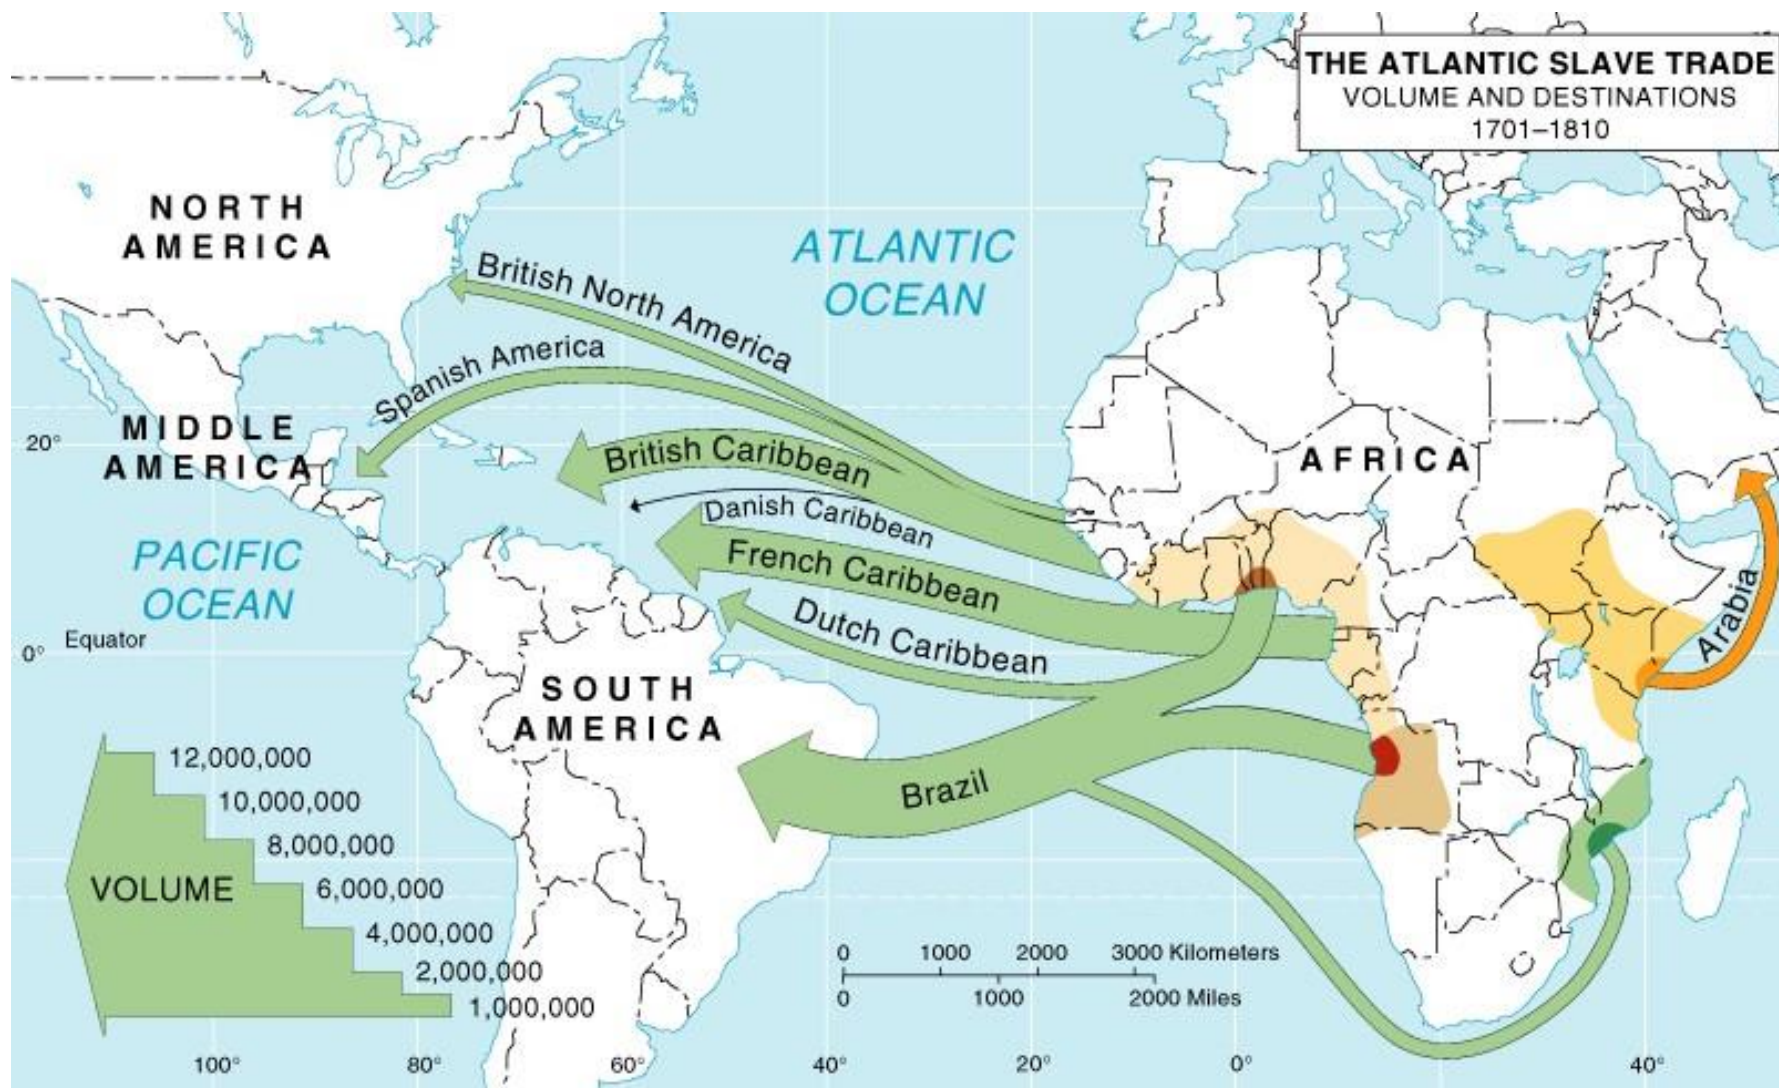 THE ATLANTIC SLAVE TRADE
VOLUME AND DESTINATIONS
1701–1810
NORTH
AMERICA
ATLANTIC
OCEAN
British North America
Spanish America
MIDDLE
AMERICA
20°
British Caribbean
AFRICA
Danish Caribbean
PACIFIC
OCEAN
French Caribbean
Arabia
Equator
0°
Dutch Caribbean
SOUTH
AMERICA
Brazil
12,000,000
10,000,000
8,000,000
VOLUME
6,000,000
4,000,000
2,000,000
1,000,000
0 1000 2000 3000 Kilometers
0 1000 2000 Miles
100° 80° 60° 40° 20° 0° 40°